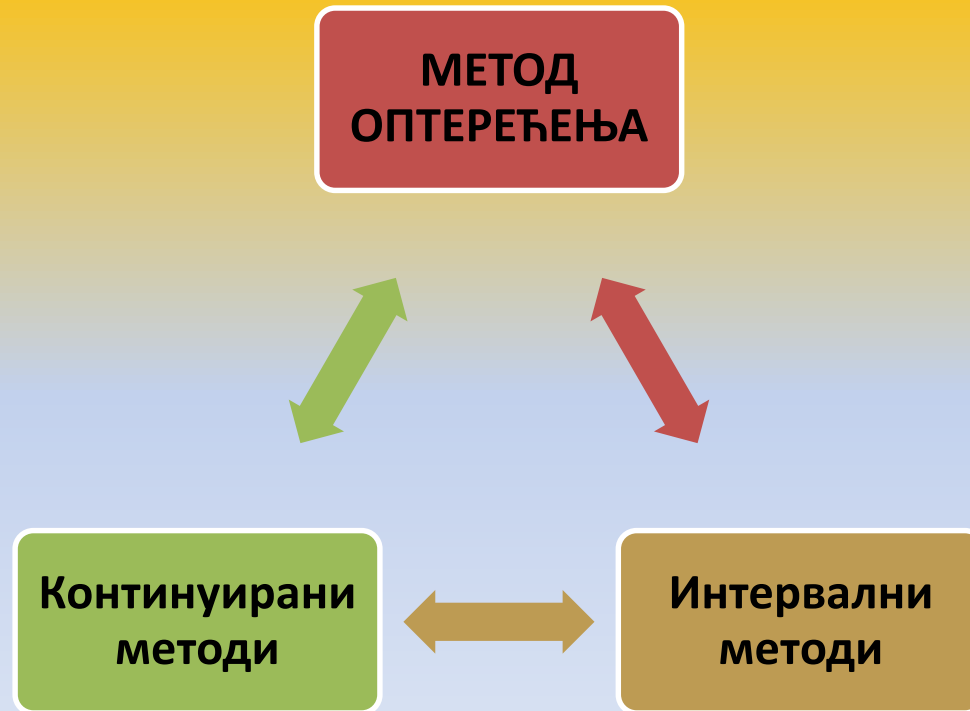 МЕТОД
ОПТЕРЕЋЕЊА
Континуирани
методи
Интервални
методи